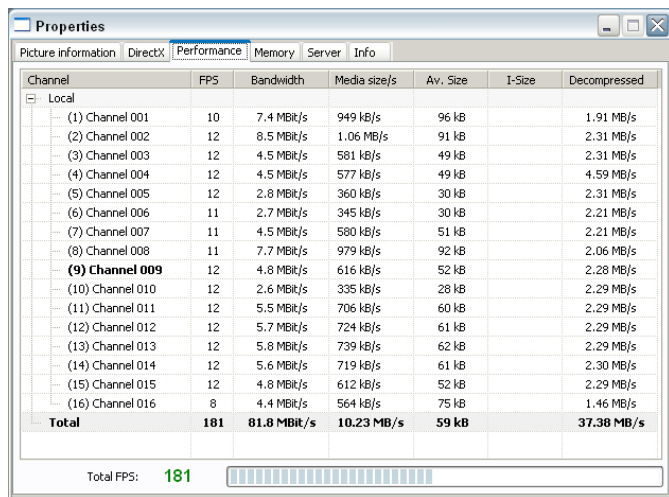 Properties
Picture information DirectX Performance Memory Server Info
Channel FPS Bandwidth Media size/s Av. Size I-Size Decompressed
Local
(1) Channel 001 10 7.4 MBit/s 949 kB/s 96 kB 1.91 MB/s
(2) Channel 002 12 8.5 MBit/s 1.06 MB/s 91 kB 2.31 MB/s
(3) Channel 003 12 4.5 MBit/s 581 kB/s 49 kB 2.31 MB/s
(4) Channel 004 12 4.5 MBit/s 577 kB/s 49 kB 4.59 MB/s
(5) Channel 005 12 2.8 MBit/s 360 kB/s 30 kB 2.31 MB/s
(6) Channel 006 11 2.7 MBit/s 345 kB/s 30 kB 2.21 MB/s
(7) Channel 007 11 4.5 MBit/s 580 kB/s 51 kB 2.21 MB/s
(8) Channel 008 11 7.7 MBit/s 979 kB/s 92 kB 2.06 MB/s
(9) Channel 009 12 4.8 MBit/s 616 kB/s 52 kB 2.28 MB/s
(10) Channel 010 12 2.6 MBit/s 335 kB/s 28 kB 2.29 MB/s
(11) Channel 011 12 5.5 MBit/s 706 kB/s 60 kB 2.29 MB/s
(12) Channel 012 12 5.7 MBit/s 724 kB/s 61 kB 2.29 MB/s
(13) Channel 013 12 5.8 MBit/s 739 kB/s 62 kB 2.29 MB/s
(14) Channel 014 12 5.6 MBit/s 719 kB/s 61 kB 2.30 MB/s
(15) Channel 015 12 4.8 MBit/s 612 kB/s 52 kB 2.29 MB/s
(16) Channel 016 8 4.4 MBit/s 564 kB/s 75 kB 1.46 MB/s
Total 181 81.8 MBit/s 10.23 MB/s 59 kB 37.38 MB/s
Total FPS: 181